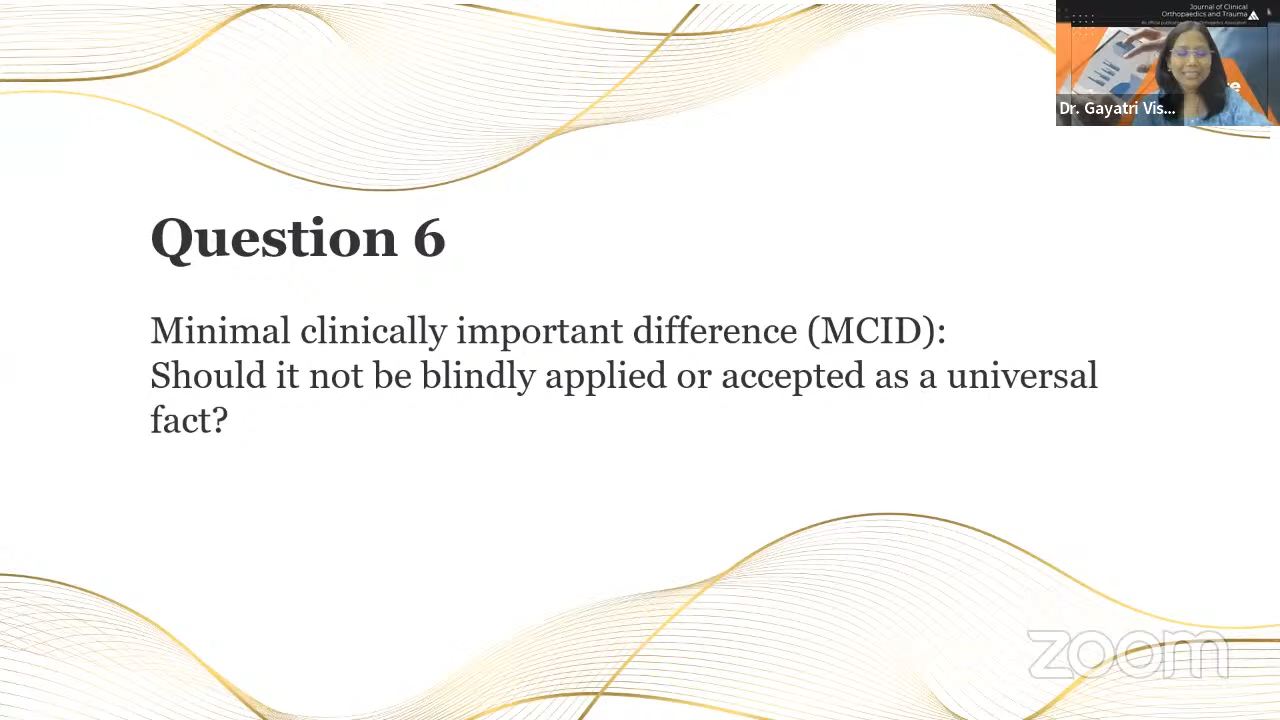 Journal of Clinical
Orthopaedics and Trauma
Dr. Gayatri Vis...
Question 6
Minimal clinically important difference (MCID):
Should it not be blindly applied or accepted as a universal
fact?
zoom